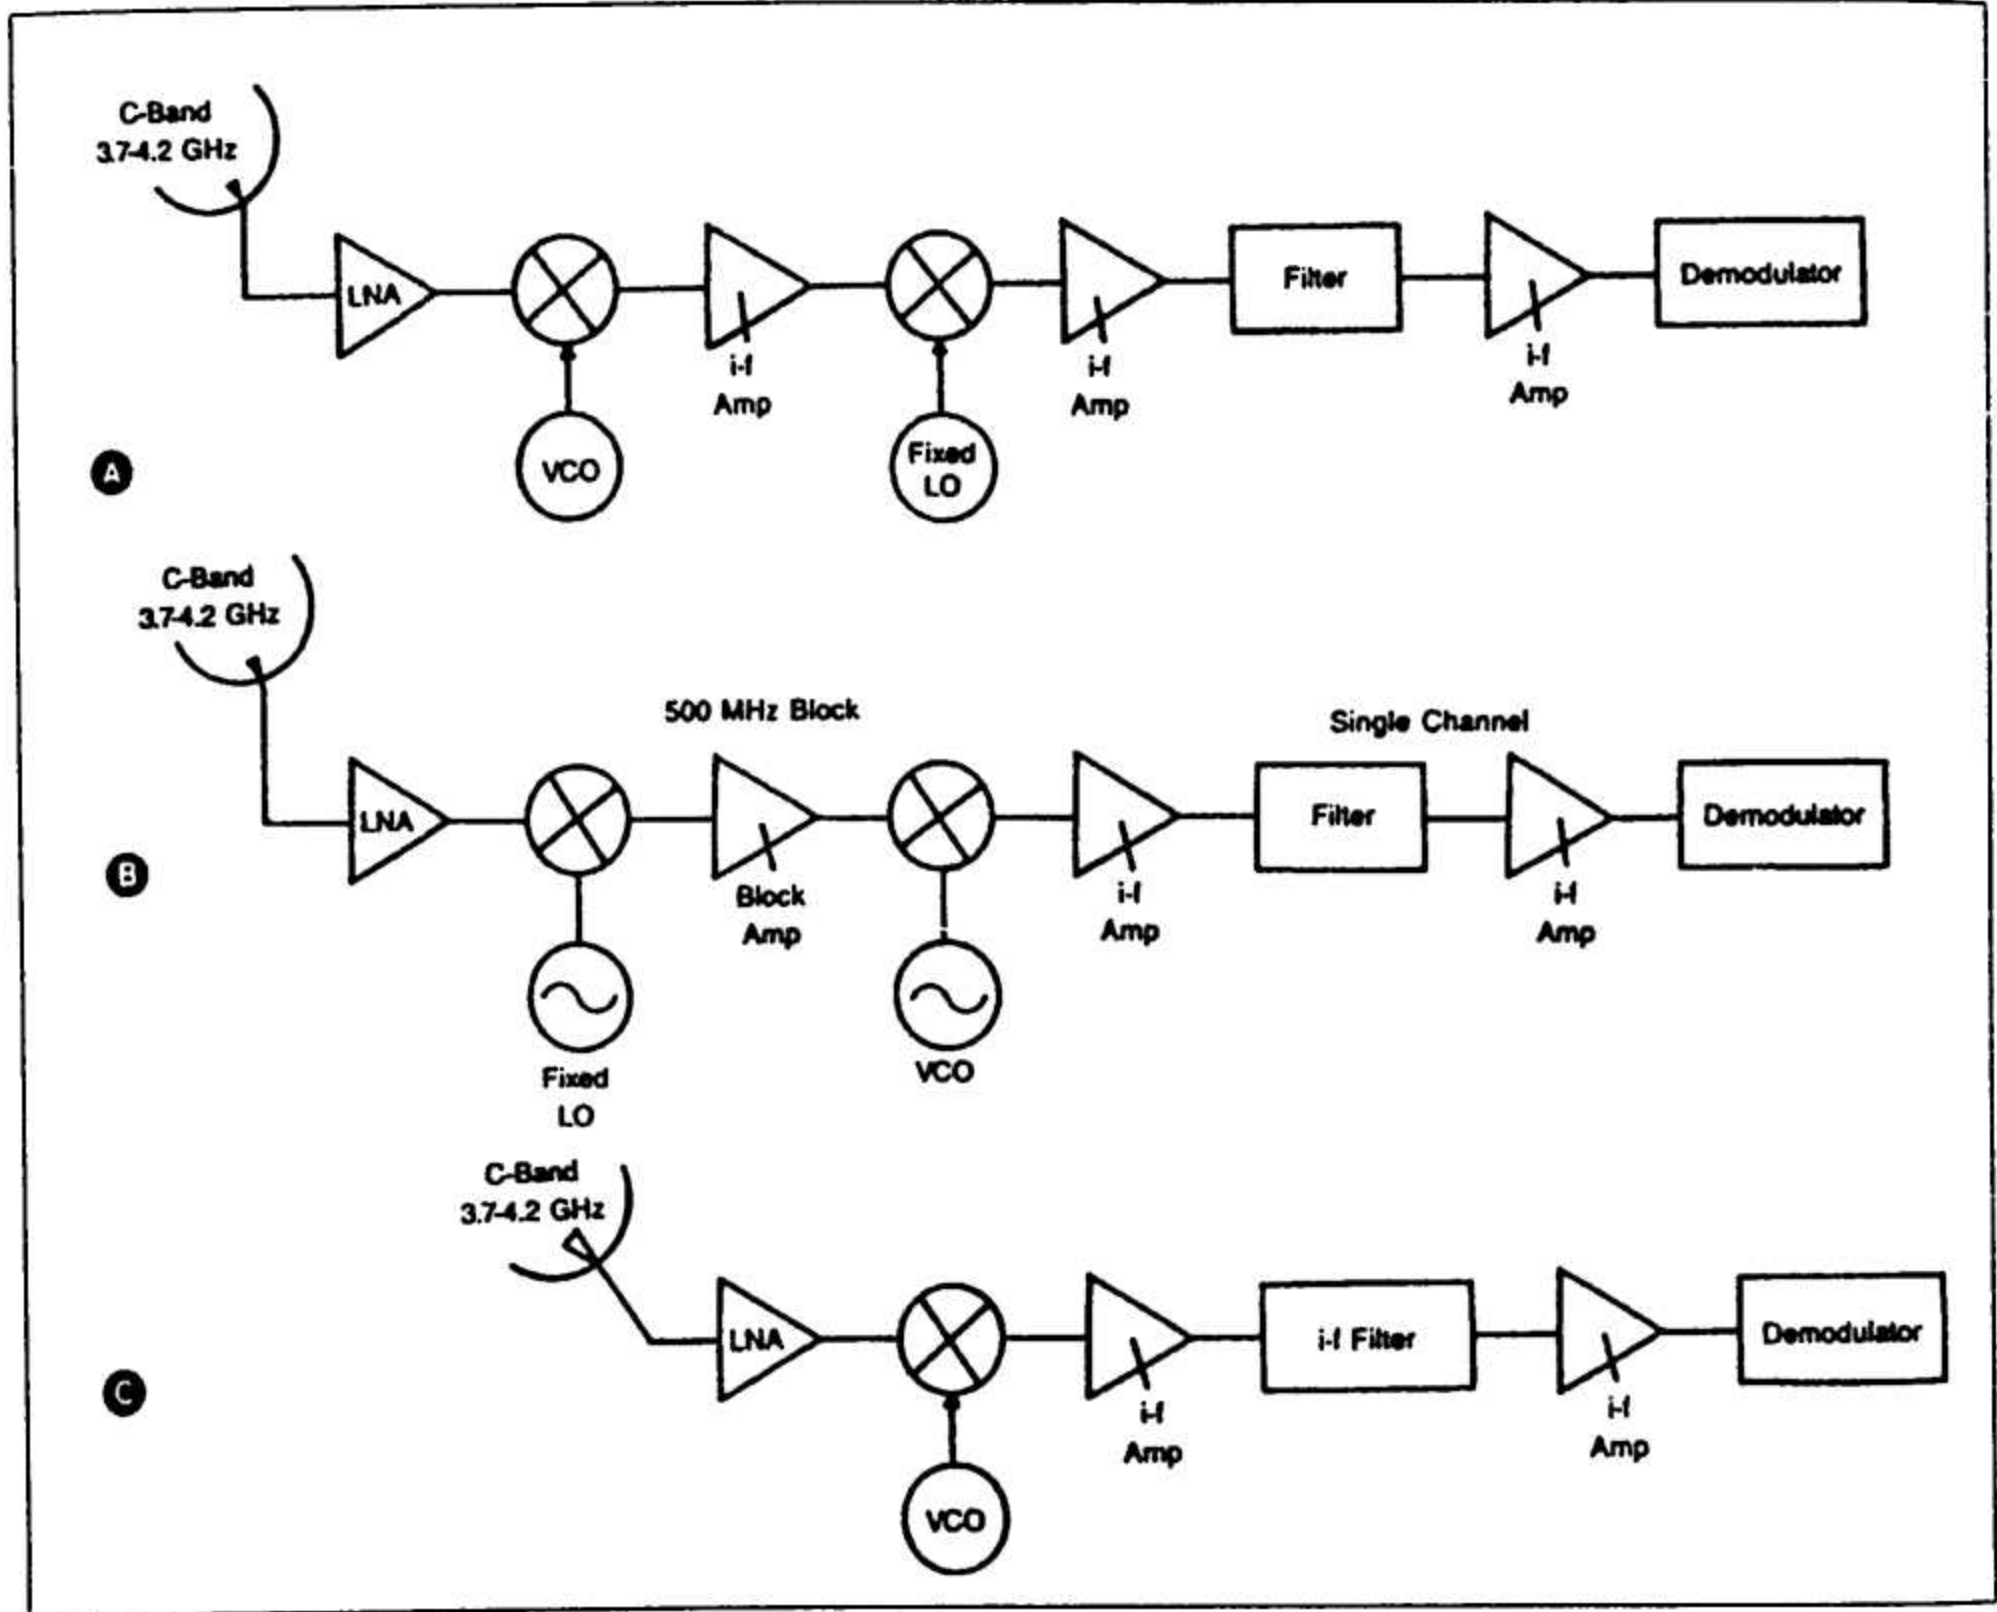 C-Band
3.7-4.2 GHz
LNA
i-f
Amp
i-f
Amp
Filter
i-f
Amp
Demodulator
VCO
Fixed
LO
A
C-Band
3.7-4.2 GHz
500 MHz Block
Single Channel
LNA
Block
Amp
i-f
Amp
Filter
i-f
Amp
Demodulator
B
Fixed
LO
VCO
C-Band
3.7-4.2 GHz
LNA
i-f
Amp
i-f Filter
i-f
Amp
Demodulator
C
VCO